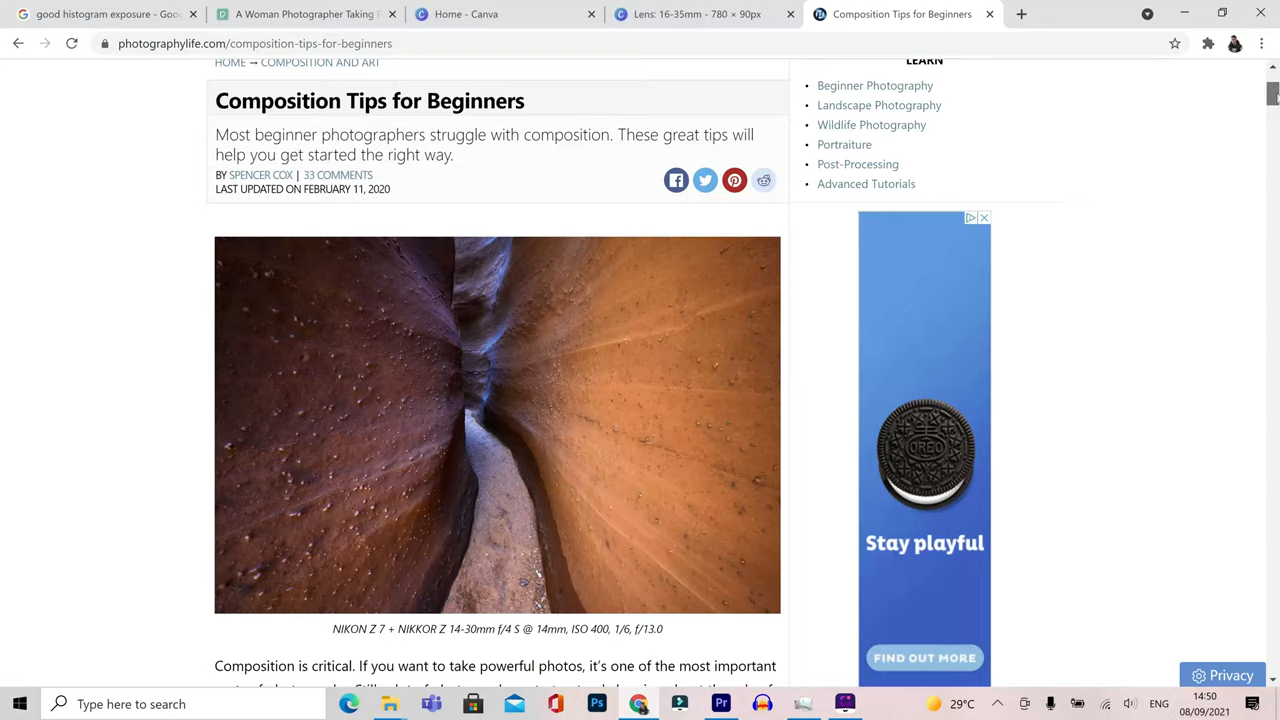 good histogram exposure - Goo
A Woman Photographer Taking P
Home - Canva
Lens: 16-35mm - 780 × 90px
Composition Tips for Beginners
photographylife.com/composition-tips-for-beginners
HOME → COMPOSITION AND ART
Composition Tips for Beginners
Most beginner photographers struggle with composition. These great tips will
help you get started the right way.
BY SPENCER COX | 33 COMMENTS
LAST UPDATED ON FEBRUARY 11, 2020
NIKON Z 7 + NIKKOR Z 14-30mm f/4 S @ 14mm, ISO 400, 1/6, f/13.0
Composition is critical. If you want to take powerful photos, it's one of the most important
LEARN
• Beginner Photography
• Landscape Photography
• Wildlife Photography
• Portraiture
• Post-Processing
• Advanced Tutorials
OREO
Stay playful
FIND OUT MORE
Privacy
Type here to search
Ps
Pr
29°C
ENG
14:50
08/09/2021